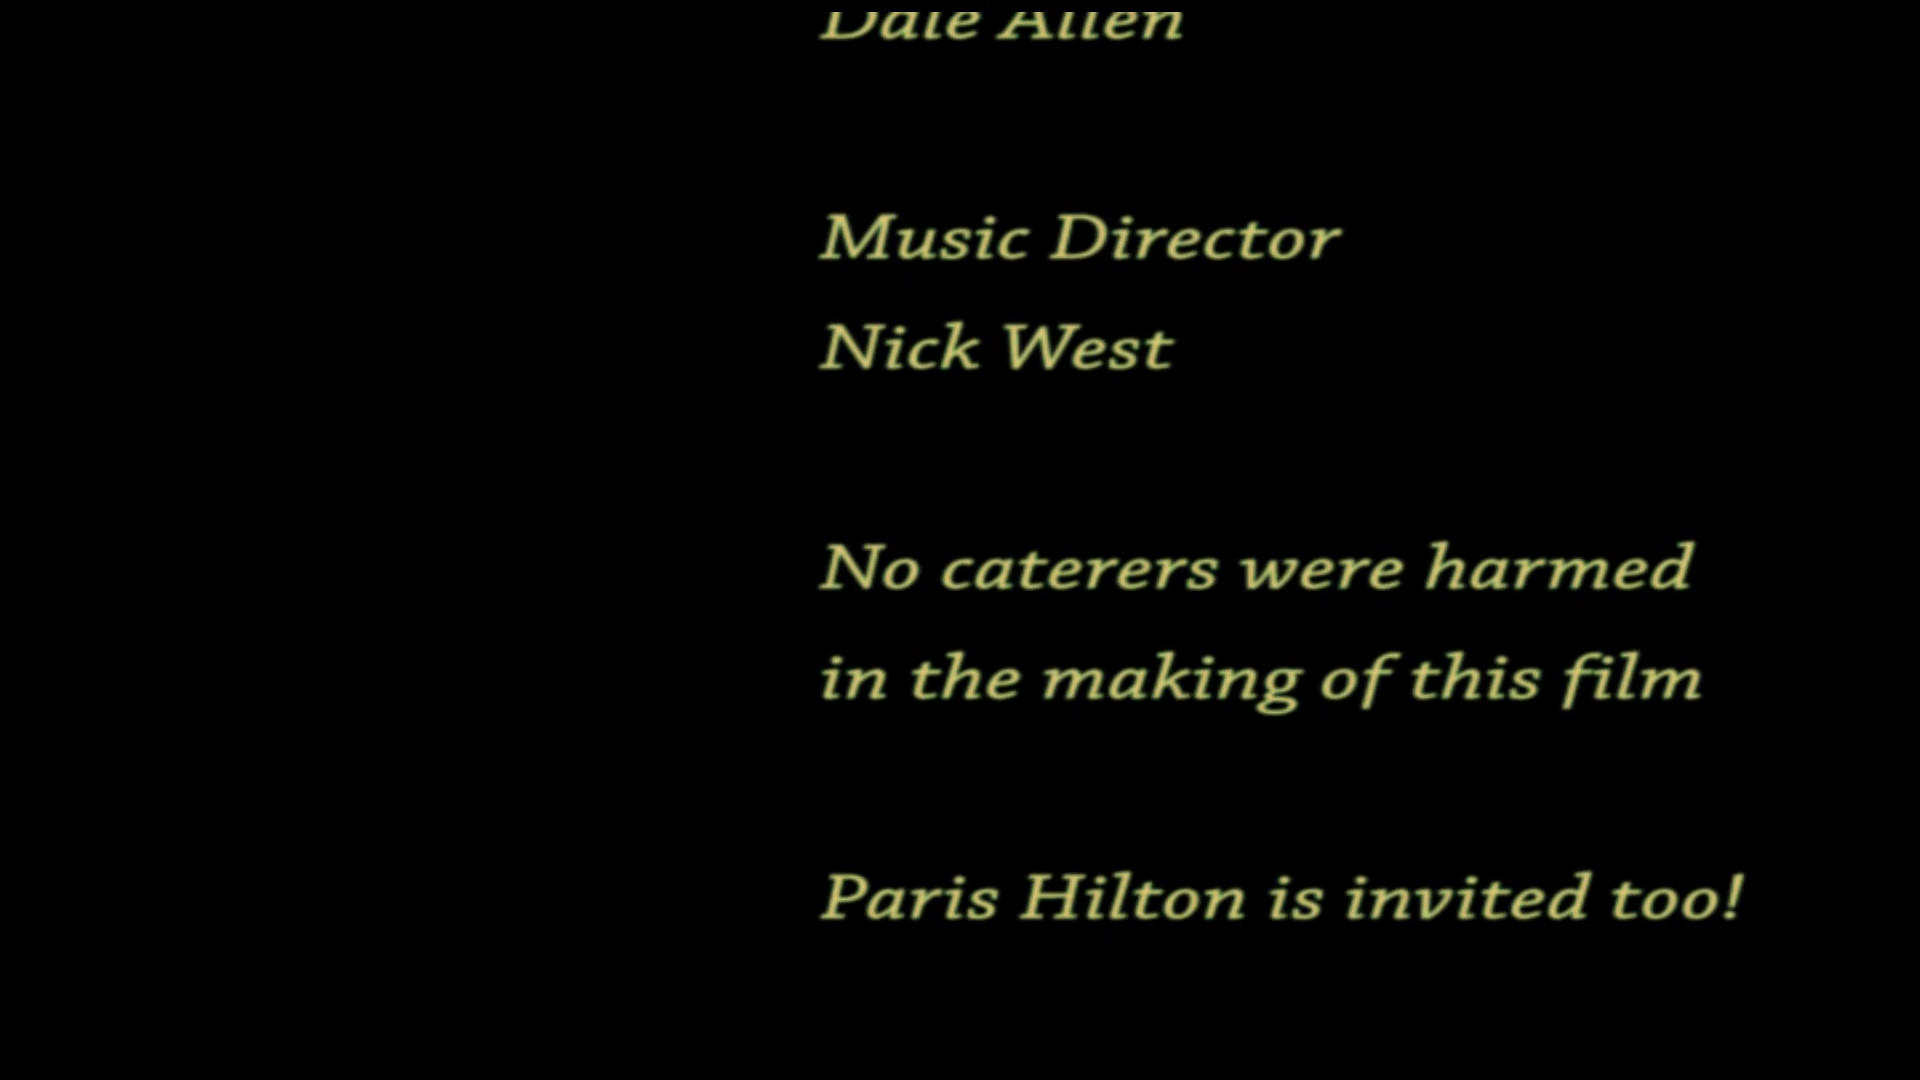 Dale Allen
Music Director
Nick West
No caterers were harmed
in the making of this film
Paris Hilton is invited too!